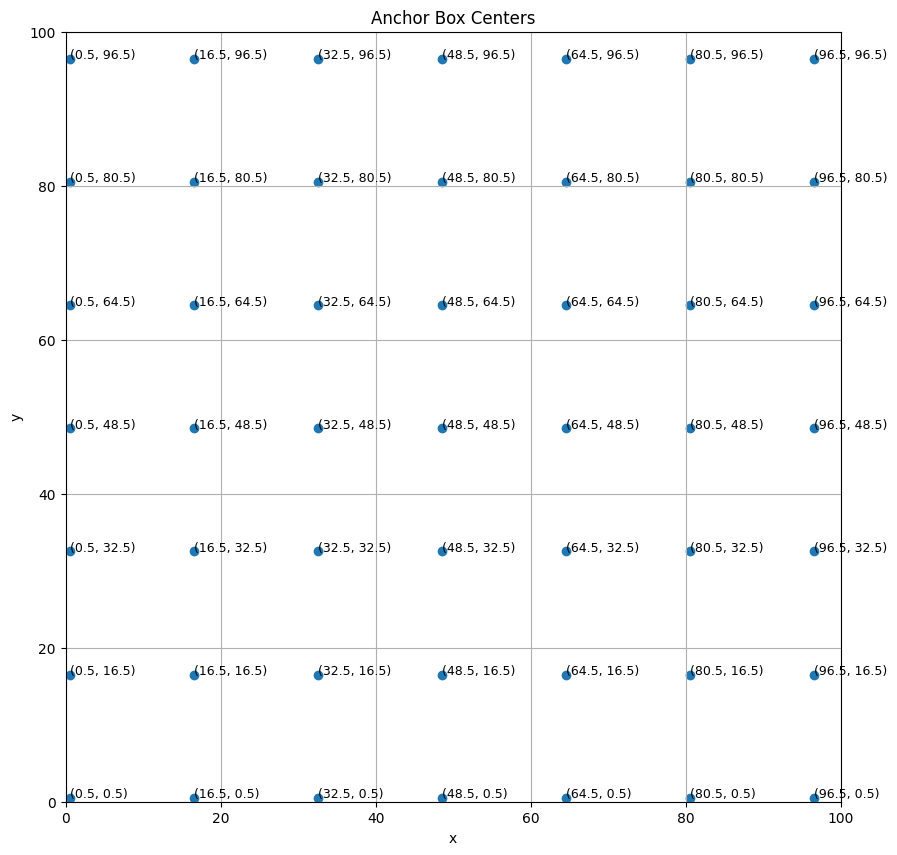 Anchor Box Centers
100
(0.5, 96.5) (16.5, 96.5) (32.5, 96.5) (48.5, 96.5) (64.5, 96.5) (80.5, 96.5) (96.5, 96.5)
(0.5, 80.5) (16.5, 80.5) (32.5, 80.5) (48.5, 80.5) (64.5, 80.5) (80.5, 80.5) (96.5, 80.5)
80
(0.5, 64.5) (16.5, 64.5) (32.5, 64.5) (48.5, 64.5) (64.5, 64.5) (80.5, 64.5) (96.5, 64.5)
60
y
(0.5, 48.5) (16.5, 48.5) (32.5, 48.5) (48.5, 48.5) (64.5, 48.5) (80.5, 48.5) (96.5, 48.5)
40
(0.5, 32.5) (16.5, 32.5) (32.5, 32.5) (48.5, 32.5) (64.5, 32.5) (80.5, 32.5) (96.5, 32.5)
20
(0.5, 16.5) (16.5, 16.5) (32.5, 16.5) (48.5, 16.5) (64.5, 16.5) (80.5, 16.5) (96.5, 16.5)
(0.5, 0.5) (16.5, 0.5) (32.5, 0.5) (48.5, 0.5) (64.5, 0.5) (80.5, 0.5) (96.5, 0.5)
0
0 20 40 60 80 100
x